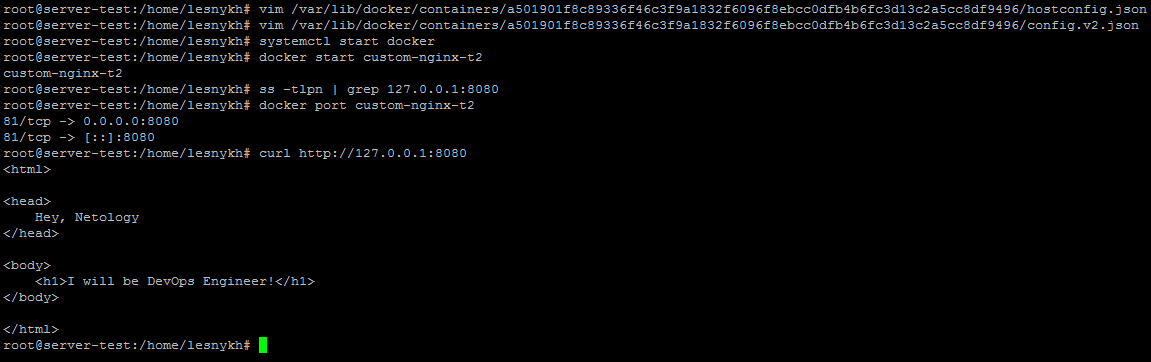 root@server-test:/home/lesnykh# vim /var/lib/docker/containers/a501901f8c89336f46c3f9a1832f6096f8ebcc0dfb4b6fc3d13c2a5cc8df9496/hostconfig.json
root@server-test:/home/lesnykh# vim /var/lib/docker/containers/a501901f8c89336f46c3f9a1832f6096f8ebcc0dfb4b6fc3d13c2a5cc8df9496/config.v2.json
root@server-test:/home/lesnykh# systemctl start docker
root@server-test:/home/lesnykh# docker start custom-nginx-t2
custom-nginx-t2
root@server-test:/home/lesnykh# ss -tlpn | grep 127.0.0.1:8080
root@server-test:/home/lesnykh# docker port custom-nginx-t2
81/tcp -> 0.0.0.0:8080
81/tcp -> [::]:8080
root@server-test:/home/lesnykh# curl http://127.0.0.1:8080
<html>
<head>
    Hey, Netology
</head>
<body>
    <h1>I will be DevOps Engineer!</h1>
</body>
</html>
root@server-test:/home/lesnykh#